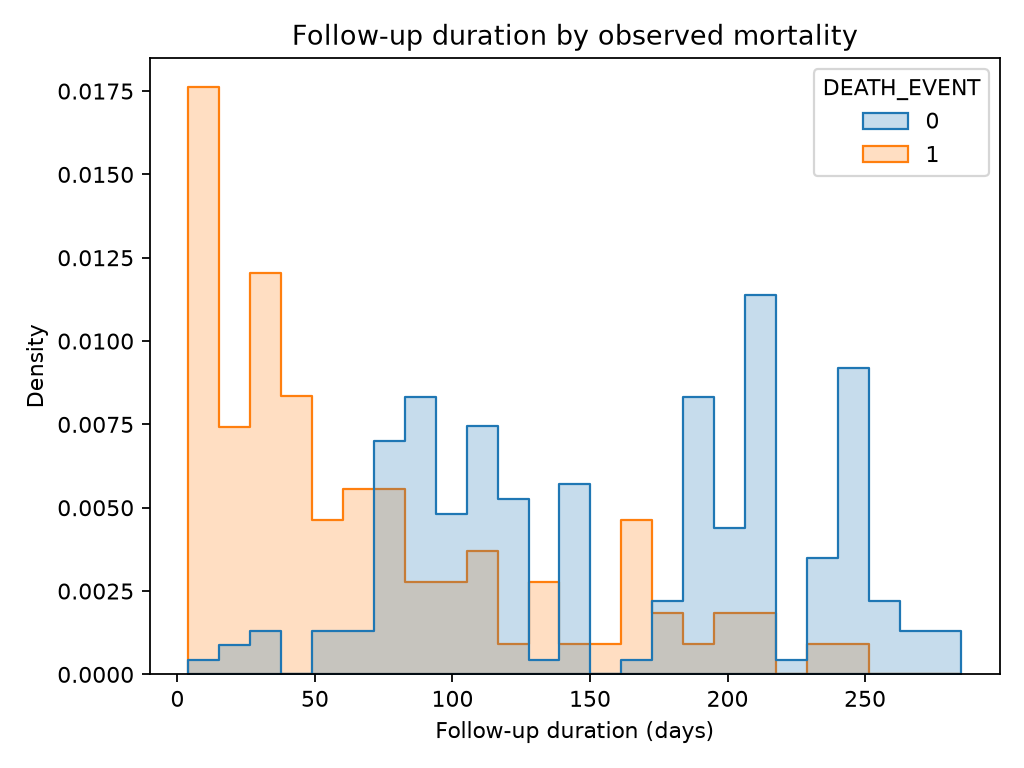 Follow-up duration by observed mortality
DEATH_EVENT
0
1
Density
0.0175
0.0150
0.0125
0.0100
0.0075
0.0050
0.0025
0.0000
0 50 100 150 200 250
Follow-up duration (days)